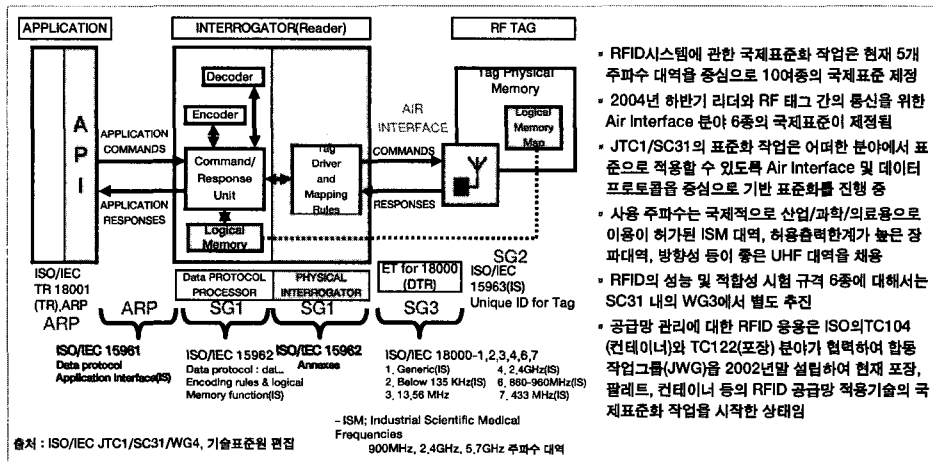 APPLICATION
INTERROGATOR(Reader)
RF TAG
A
P
I
APPLICATION
COMMANDS
APPLICATION
RESPONSES
Decoder
Encoder
Command/
Response
Unit
Logical
Memory
Tag
Driver
and
Mapping
Rules
AIR
INTERFACE
COMMANDS
RESPONSES
Tag Physical
Memory
Logical
Memory
Map
ISO/IEC
TR 18001
(TR),ARP
ARP
ARP
Data PROTOCOL
PROCESSOR
SG1
PHYSICAL
INTERROGATOR
SG1
ET for 18000
(DTR)
SG3
SG2
ISO/IEC
15963(IS)
Unique ID for Tag
ISO/IEC 15961
Data protocol
Application Interface(IS)
ISO/IEC 15962
Data protocol : dat...
Encoding rules & logical
Memory function(IS)
ISO/IEC 15962
Annexes
ISO/IEC 18000-1,2,3,4,6,7
1, Generic(IS) 4, 2,4GHz(IS)
2, Below 135 KHz(IS) 6, 860-960MHz(IS)
3, 13,56 MHz 7, 433 MHz(IS)
– ISM; Industrial Scientific Medical
Frequencies
900MHz, 2,4GHz, 5,7GHz 주파수 대역
출처 : ISO/IEC JTC1/SC31/WG4, 기술표준원 편집
▫ RFID시스템에 관한 국제표준화 작업은 현재 5개
주파수 대역을 중심으로 10여종의 국제표준 제정
▫ 2004년 하반기 리더와 RF 태그 간의 통신을 위한
Air Interface 분야 6종의 국제표준이 제정됨
▫ JTC1/SC31의 표준화 작업은 어떠한 분야에서 표
준으로 적용할 수 있도록 Air Interface 및 데이터
프로토콜을 중심으로 기반 표준화를 진행 중
▫ 사용 주파수는 국제적으로 산업/과학/의료용으로
이용이 허가된 ISM 대역, 허용출력한계가 높은 장
파대역, 방향성 등이 좋은 UHF 대역을 채용
▫ RFID의 성능 및 적합성 시험 규격 6종에 대해서는
SC31 내의 WG3에서 별도 추진
▫ 공급망 관리에 대한 RFID 응용은 ISO의TC104
(컨테이너)와 TC122(포장) 분야가 협력하여 합동
작업그룹(JWG)을 2002년말 설립하여 현재 포장,
팔레트, 컨테이너 등의 RFID 공급망 적용기술의 국
제표준화 작업을 시작한 상태임